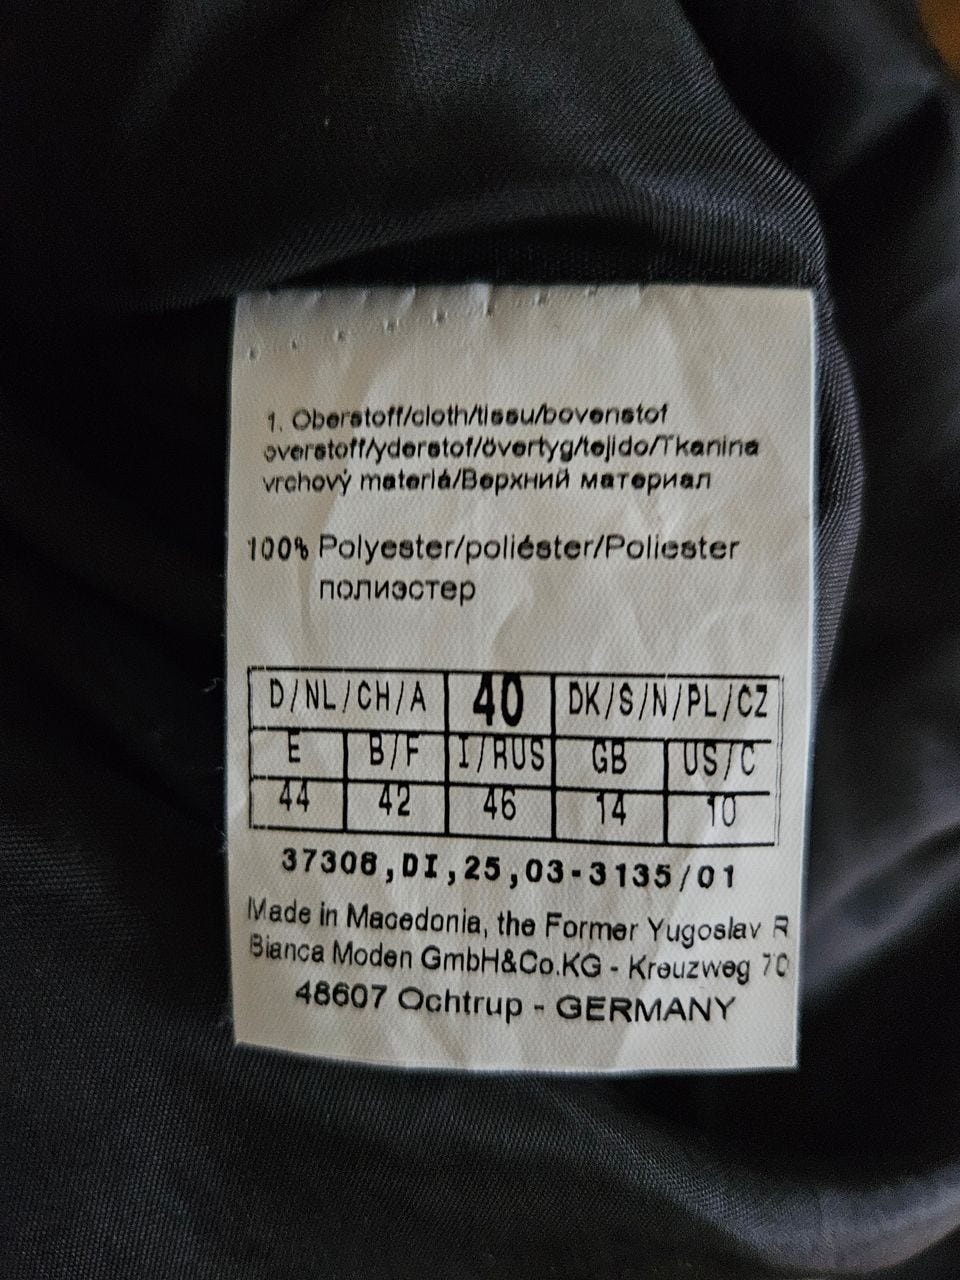 1. Oberstoff/cloth/tissu/bovenstof
overstoff/yderstof/övertyg/tejido/Tkanina
vrchový materiá/Верхний материал
100% Polyester/poliéster/Poliester
полиэстер
D/NL/CH/A 40 DK/S/N/PL/CZ
E B/F I/RUS GB US/C
44 42 46 14 10
37308,DI,25,03-3135/01
Made in Macedonia, the Former Yugoslav R
Bianca Moden GmbH&Co.KG - Kreuzweg 70
48607 Ochtrup - GERMANY